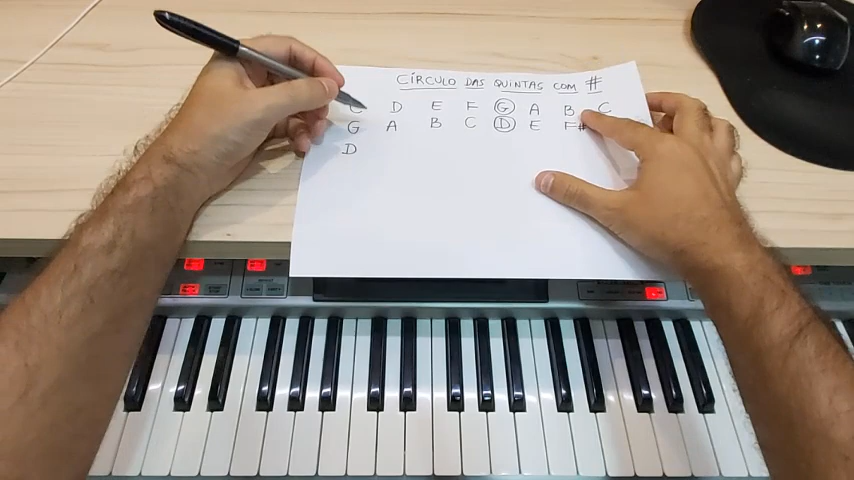 CÍRCULO DAS QUINTAS COM #
C D E F G A B C
G A B C D E F#
D